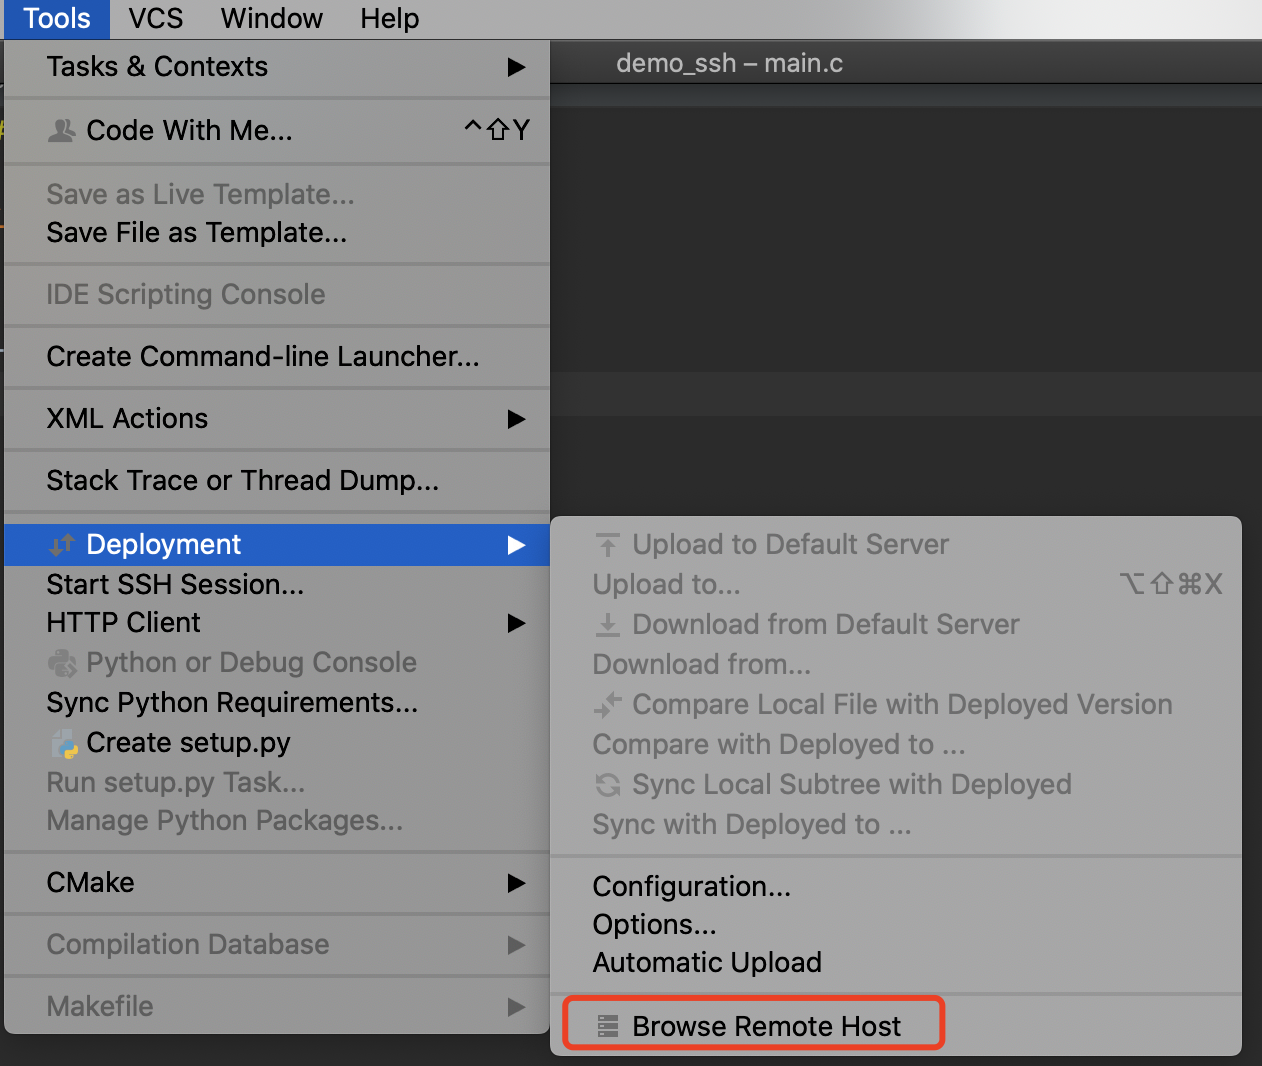 Tools VCS Window Help
demo_ssh – main.c
Tasks & Contexts
Code With Me... ^⇧Y
Save as Live Template...
Save File as Template...
IDE Scripting Console
Create Command-line Launcher...
XML Actions
Stack Trace or Thread Dump...
Deployment
Start SSH Session...
HTTP Client
Python or Debug Console
Sync Python Requirements...
Create setup.py
Run setup.py Task...
Manage Python Packages...
CMake
Compilation Database
Makefile
Upload to Default Server
Upload to... ⌥⇧⌘X
Download from Default Server
Download from...
Compare Local File with Deployed Version
Compare with Deployed to ...
Sync Local Subtree with Deployed
Sync with Deployed to ...
Configuration...
Options...
Automatic Upload
Browse Remote Host